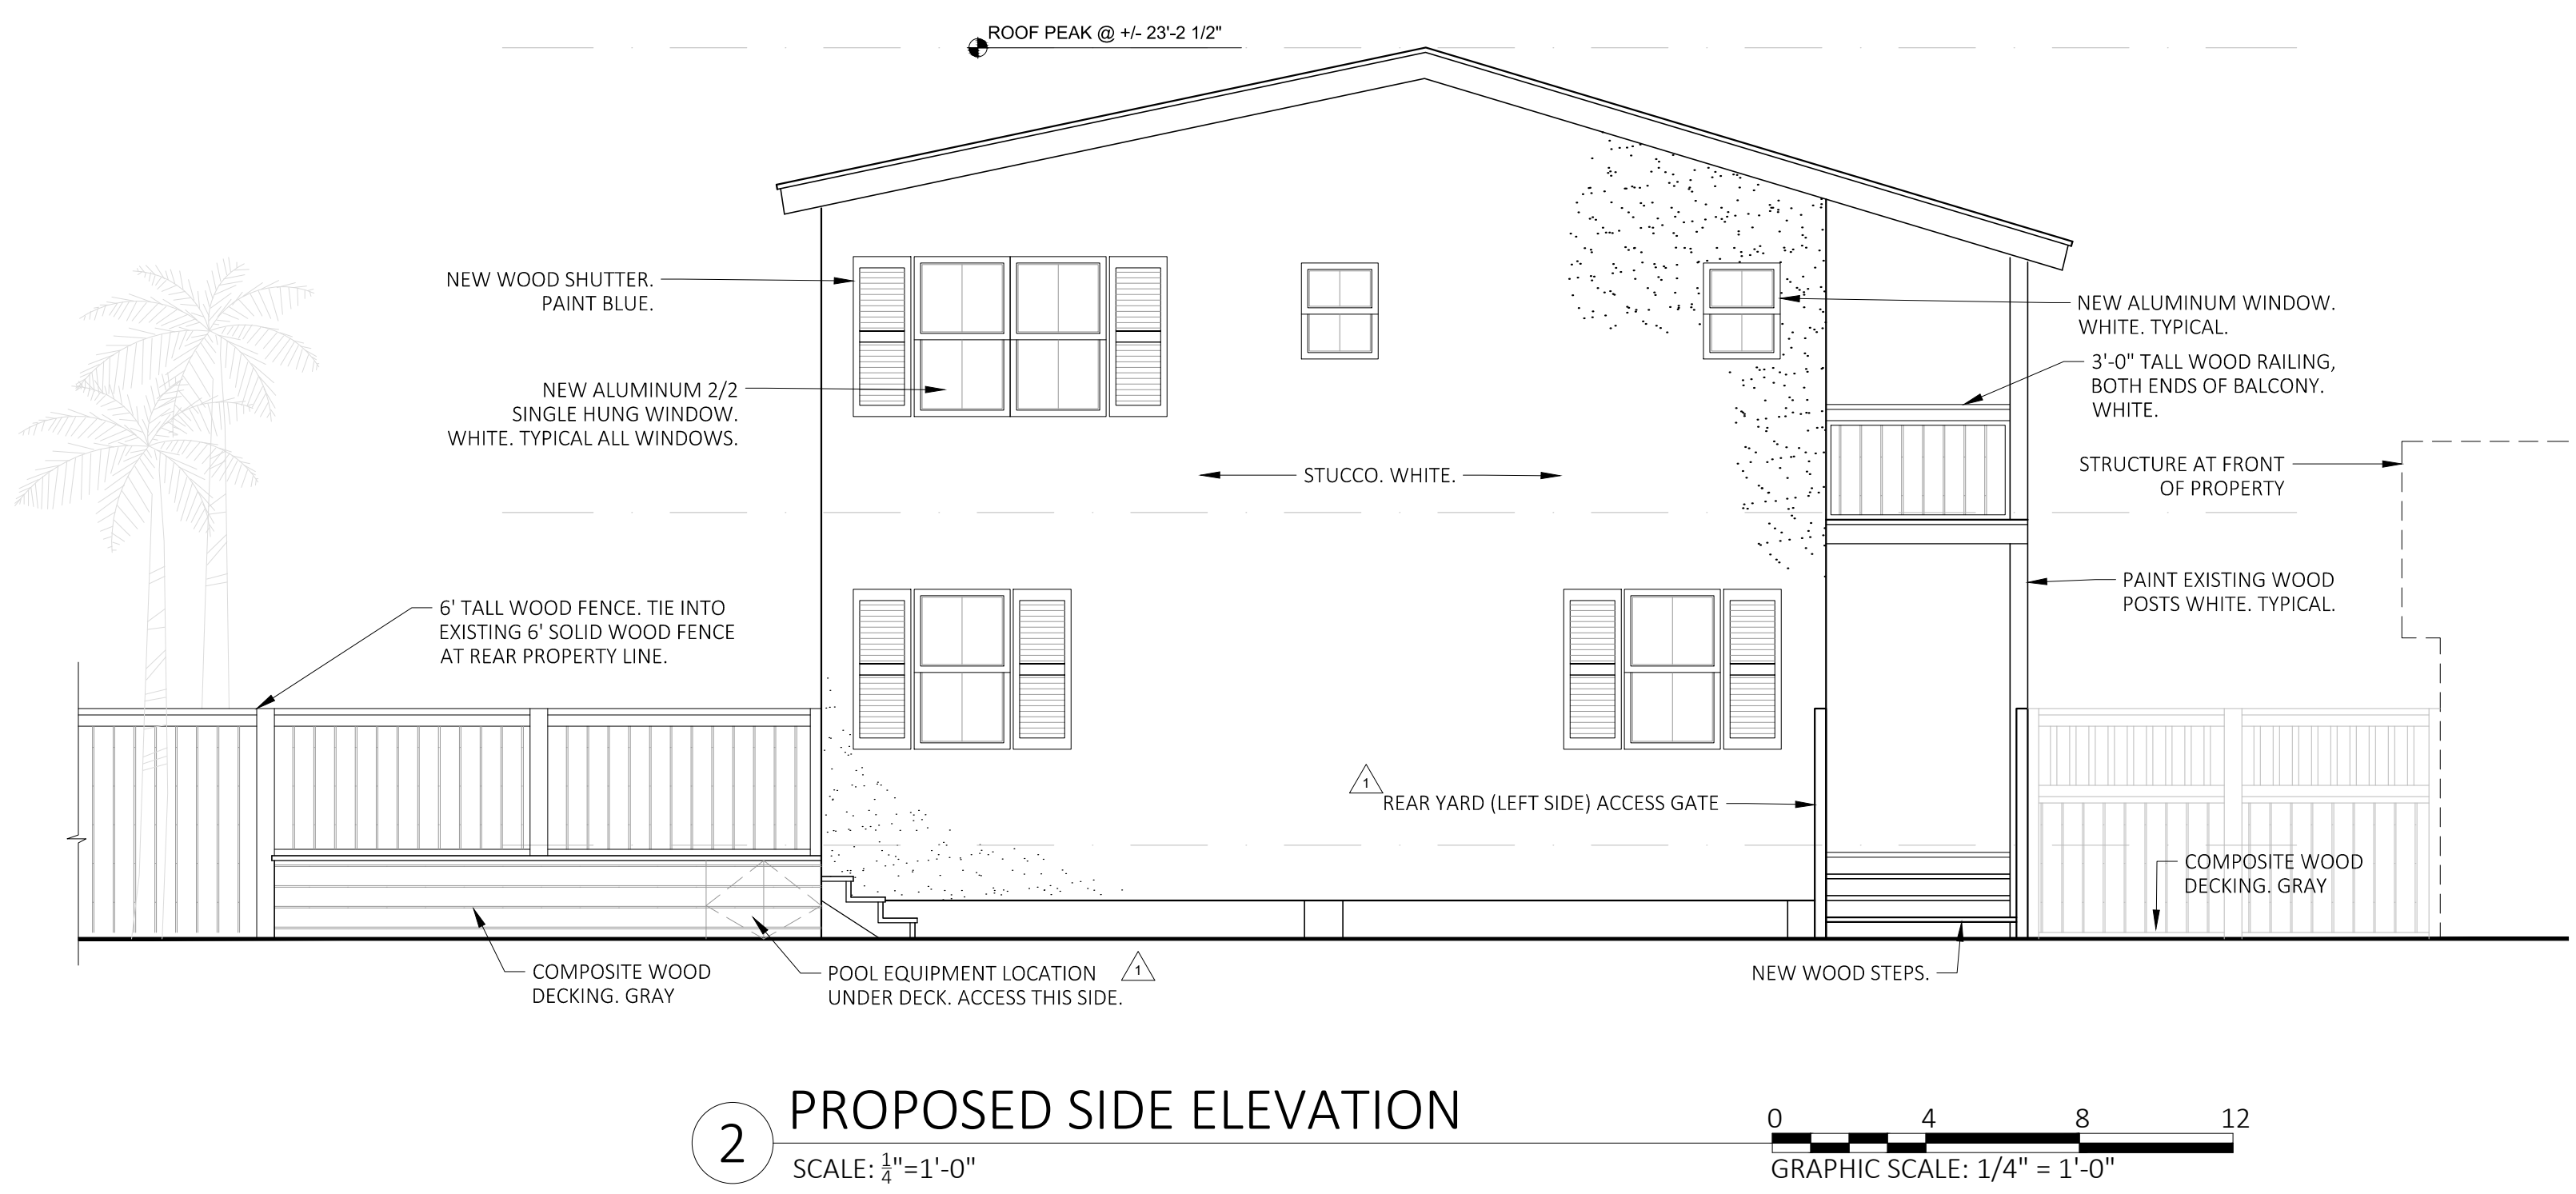 ROOF PEAK @ +/- 23'-2 1/2"
NEW WOOD SHUTTER.
PAINT BLUE.
NEW ALUMINUM 2/2
SINGLE HUNG WINDOW.
WHITE. TYPICAL ALL WINDOWS.
NEW ALUMINUM WINDOW.
WHITE. TYPICAL.
3'-0" TALL WOOD RAILING,
BOTH ENDS OF BALCONY.
WHITE.
STUCCO. WHITE.
STRUCTURE AT FRONT
OF PROPERTY
6' TALL WOOD FENCE. TIE INTO
EXISTING 6' SOLID WOOD FENCE
AT REAR PROPERTY LINE.
PAINT EXISTING WOOD
POSTS WHITE. TYPICAL.
1
REAR YARD (LEFT SIDE) ACCESS GATE
COMPOSITE WOOD
DECKING. GRAY
COMPOSITE WOOD
DECKING. GRAY
POOL EQUIPMENT LOCATION
UNDER DECK. ACCESS THIS SIDE.
1
NEW WOOD STEPS.
2
PROPOSED SIDE ELEVATION
SCALE: 1/4"=1'-0"
0 4 8 12
GRAPHIC SCALE: 1/4" = 1'-0"